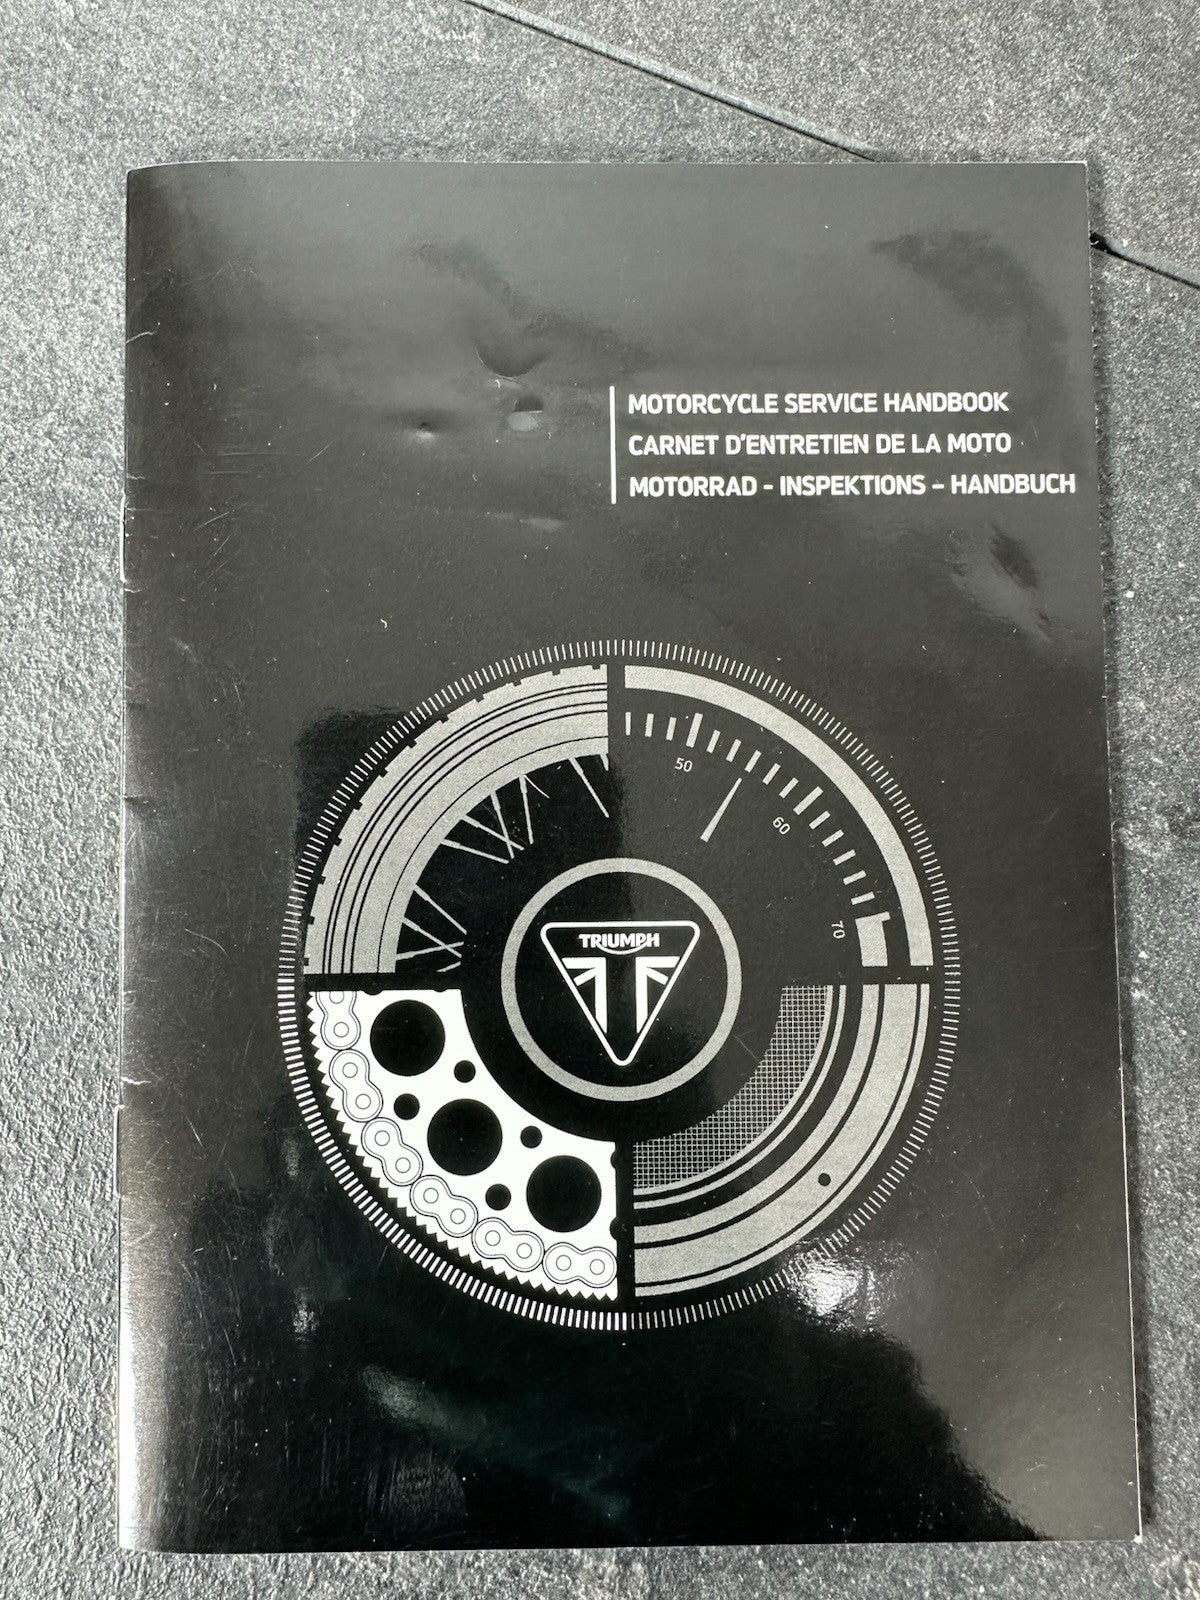 MOTORCYCLE SERVICE HANDBOOK
CARNET D'ENTRETIEN DE LA MOTO
MOTORRAD - INSPEKTIONS - HANDBUCH
50
60
70
TRIUMPH